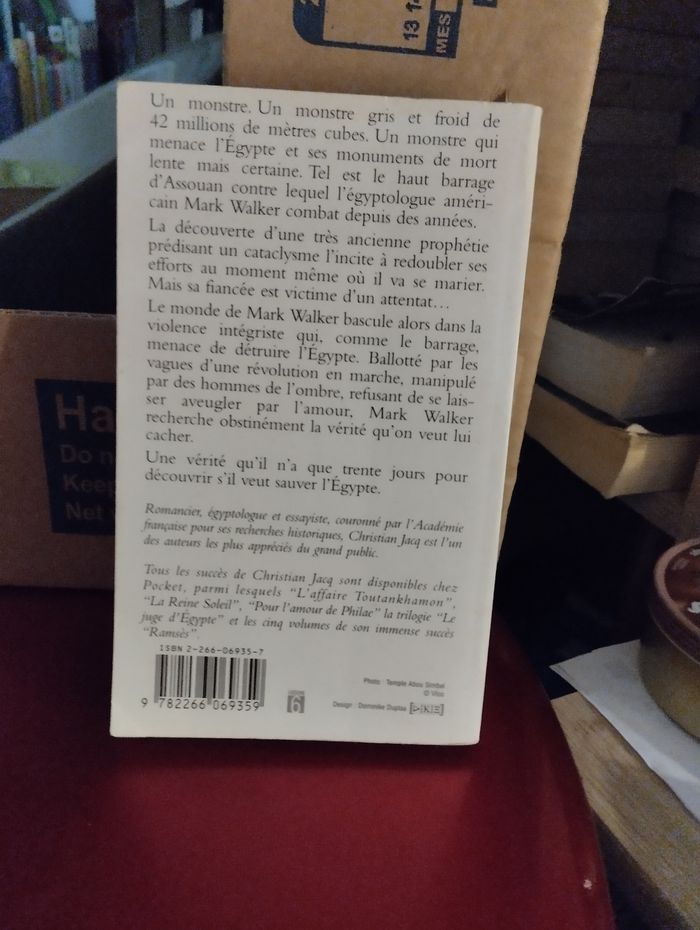 13 1
MES
Ha
Do n
Keep
Net
Un monstre. Un monstre gris et froid de
42 millions de mètres cubes. Un monstre qui
menace l'Égypte et ses monuments de mort
lente mais certaine. Tel est le haut barrage
d'Assouan contre lequel l'égyptologue améri-
cain Mark Walker combat depuis des années.
La découverte d'une très ancienne prophétie
prédisant un cataclysme l'incite à redoubler ses
efforts au moment même où il va se marier.
Mais sa fiancée est victime d'un attentat...
Le monde de Mark Walker bascule alors dans la
violence intégriste qui, comme le barrage,
menace de détruire l'Égypte. Ballotté par les
vagues d'une révolution en marche, manipulé
par des hommes de l'ombre, refusant de se lais-
ser aveugler par l'amour, Mark Walker
recherche obstinément la vérité qu'on veut lui
cacher.
Une vérité qu'il n'a que trente jours pour
découvrir s'il veut sauver l'Égypte.
Romancier, égyptologue et essayiste, couronné par l'Académie
française pour ses recherches historiques, Christian Jacq est l'un
des auteurs les plus appréciés du grand public.
Tous les succès de Christian Jacq sont disponibles chez
Pocket, parmi lesquels "L'affaire Toutankhamon",
"La Reine Soleil", "Pour l'amour de Philae" la trilogie "Le
juge d'Égypte" et les cinq volumes de son immense succès
"Ramsès".
ISBN 2-266-06935-7
9 782266 069359
6
Photo : Temple Abou Simbel
© Vloo
Design : Dominike Duplaa